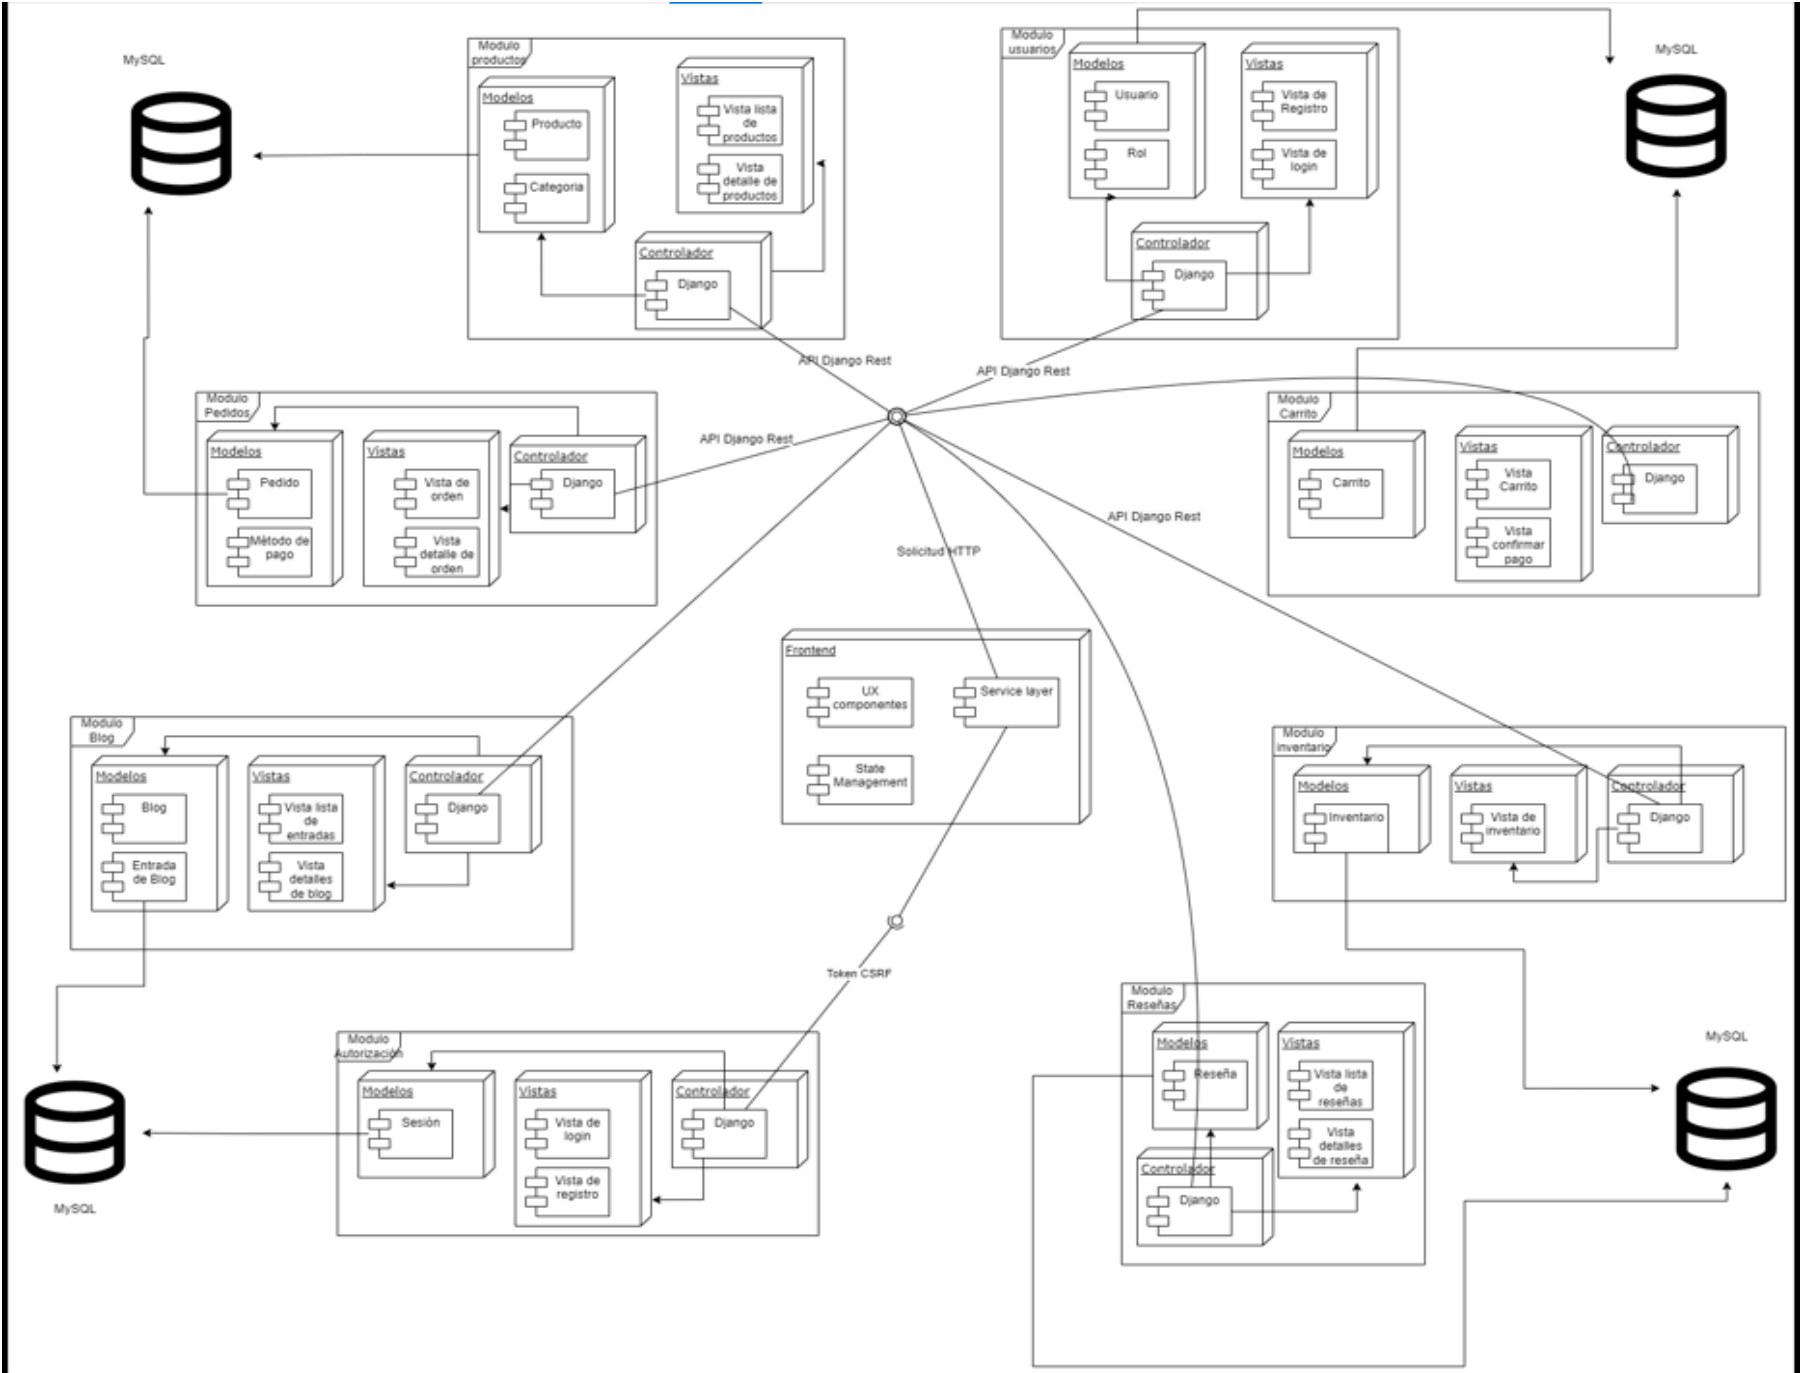 MySQL
Modulo
productos
Modelos
Producto
Categoria
Vistas
Vista lista
de
productos
Vista
detalle de
productos
Controlador
Django
Modulo
usuarios
Modelos
Usuario
Rol
Vistas
Vista de
Registro
Vista de
login
Controlador
Django
MySQL
API Django Rest
API Django Rest
Modulo
Pedidos
Modelos
Pedido
Método de
pago
Vistas
Vista de
orden
Vista
detalle de
orden
Controlador
Django
API Django Rest
Modulo
Carrito
Modelos
Carrito
Vistas
Vista
Carrito
Vista
confirmar
pago
Controlador
Django
API Django Rest
Solicitud HTTP
Frontend
UX
componentes
Service layer
State
Management
Modulo
Blog
Modelos
Blog
Entrada
de Blog
Vistas
Vista lista
de
entradas
Vista
detalles
de blog
Controlador
Django
Modulo
inventario
Modelos
Inventario
Vistas
Vista de
inventario
Controlador
Django
Token CSRF
Modulo
Autorización
Modelos
Sesión
Vistas
Vista de
login
Vista de
registro
Controlador
Django
MySQL
Modulo
Reseñas
Modelos
Reseña
Vistas
Vista lista
de
reseñas
Vista
detalles
de reseña
Controlador
Django
MySQL